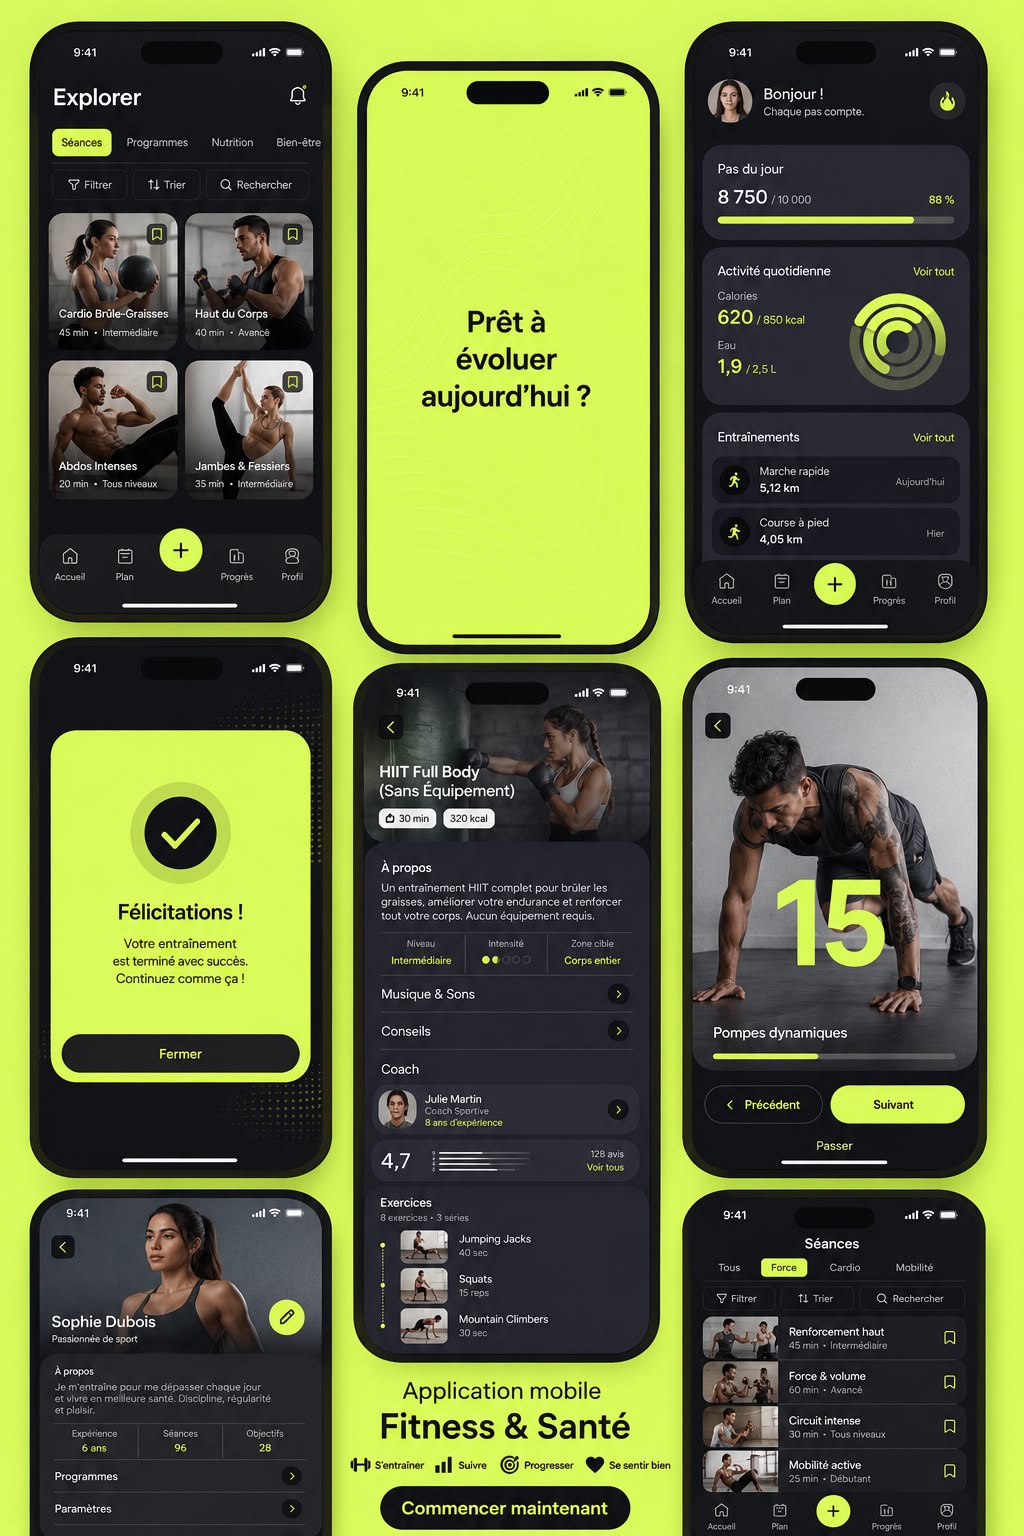 9:41
Explorer
Séances
Programmes
Nutrition
Bien-être
Filtrer
Trier
Rechercher
Cardio Brûle-Graisses
45 min • Intermédiaire
Haut du Corps
40 min • Avancé
Abdos Intenses
20 min • Tous niveaux
Jambes & Fessiers
35 min • Intermédiaire
Accueil
Plan
Progrès
Profil
9:41
Prêt à
évoluer
aujourd’hui ?
9:41
Bonjour !
Chaque pas compte.
Pas du jour
8 750 / 10 000
88 %
Activité quotidienne
Voir tout
Calories
620 / 850 kcal
Eau
1,9 / 2,5 L
Entraînements
Voir tout
Marche rapide
5,12 km
Aujourd’hui
Course à pied
4,05 km
Hier
Accueil
Plan
Progrés
Profil
9:41
Félicitations !
Votre entraînement
est terminé avec succès.
Continuez comme ça !
Fermer
9:41
HIIT Full Body
(Sans Équipement)
30 min
320 kcal
À propos
Un entraînement HIIT complet pour brûler les
graisses, améliorer votre endurance et renforcer
tout votre corps. Aucun équipement requis.
Niveau
Intermédiaire
Intensité
Zone cible
Corps entier
Musique & Sons
Conseils
Coach
Julie Martin
Coach Sportive
8 ans d’expérience
4,7
128 avis
Voir tous
Exercices
8 exercices • 3 séries
Jumping Jacks
40 sec
Squats
15 reps
Mountain Climbers
30 sec
9:41
15
Pompes dynamiques
Précédent
Suivant
Passer
9:41
Sophie Dubois
Passionnée de sport
À propos
Je m’entraîne pour me dépasser chaque jour
et vivre en meilleure santé. Discipline, régularité
et plaisir.
Expérience
6 ans
Séances
96
Objectifs
28
Programmes
Paramètres
Application mobile
Fitness & Santé
S’entraîner
Suivre
Progresser
Se sentir bien
Commencer maintenant
9:41
Séances
Tous
Force
Cardio
Mobilité
Filtrer
Trier
Rechercher
Renforcement haut
45 min • Intermédiaire
Force & volume
60 min • Avancé
Circuit intense
30 min • Tous niveaux
Mobilité active
25 min • Débutant
Accueil
Plan
Progrès
Profil